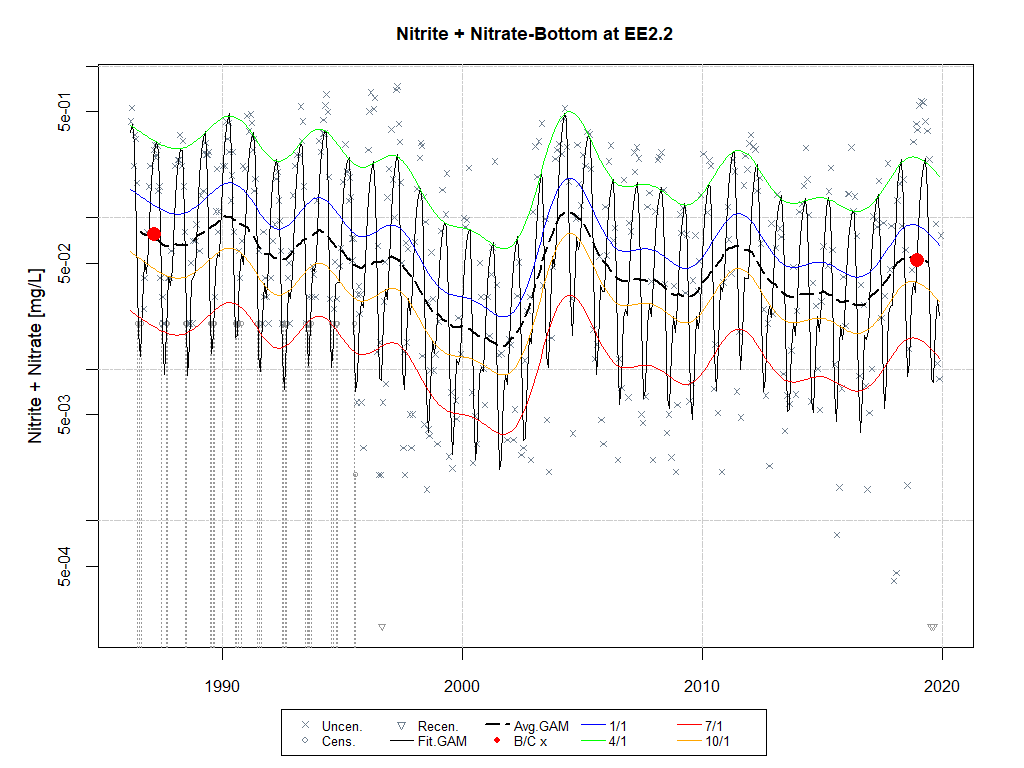 Nitrite + Nitrate-Bottom at EE2.2
Nitrite + Nitrate [mg/L]
5e-01
5e-02
5e-03
5e-04
1990 2000 2010 2020
Uncen. Recen. Avg.GAM 1/1 7/1
Cens. Fit.GAM B/C x 4/1 10/1